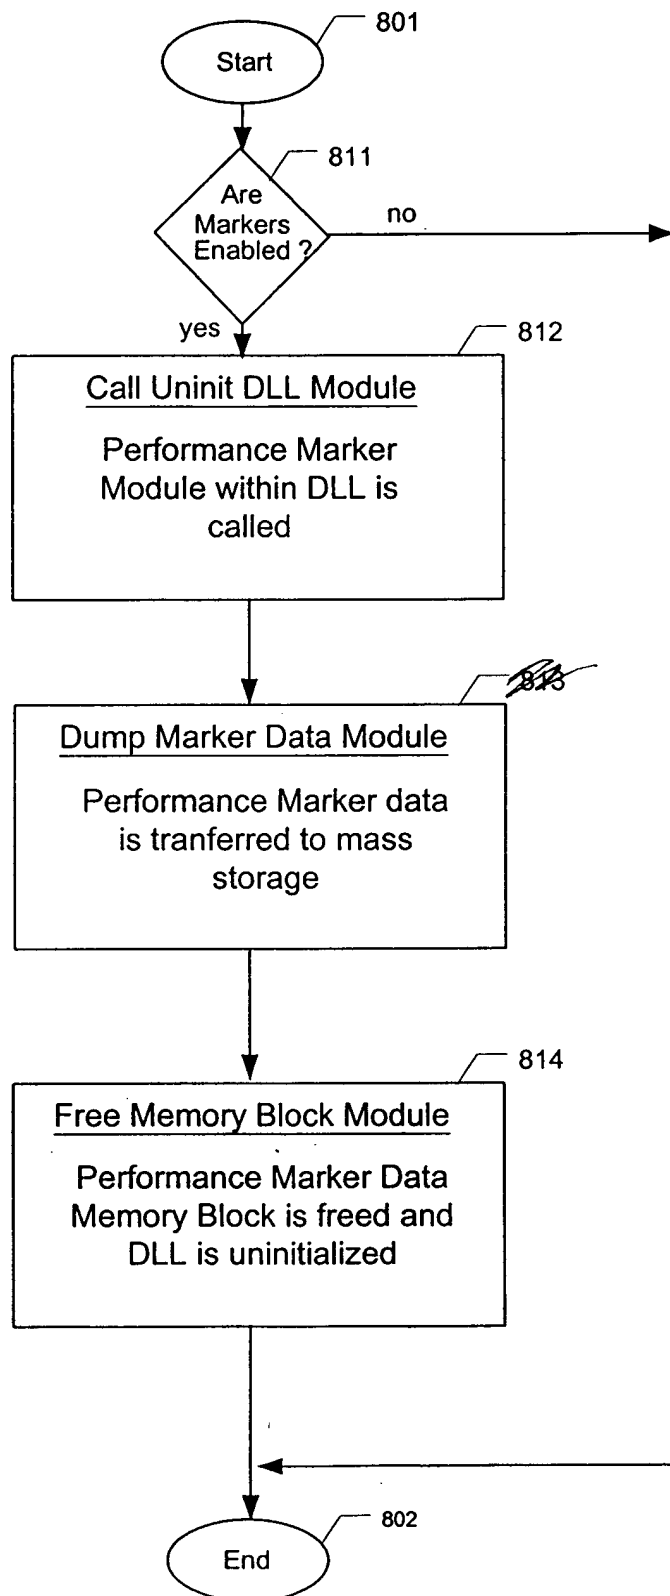 801
Start
811
Are
Markers
Enabled ?
no
yes
812
Call Uninit DLL Module
Performance Marker
Module within DLL is
called
813
Dump Marker Data Module
Performance Marker data
is tranferred to mass
storage
814
Free Memory Block Module
Performance Marker Data
Memory Block is freed and
DLL is uninitialized
802
End